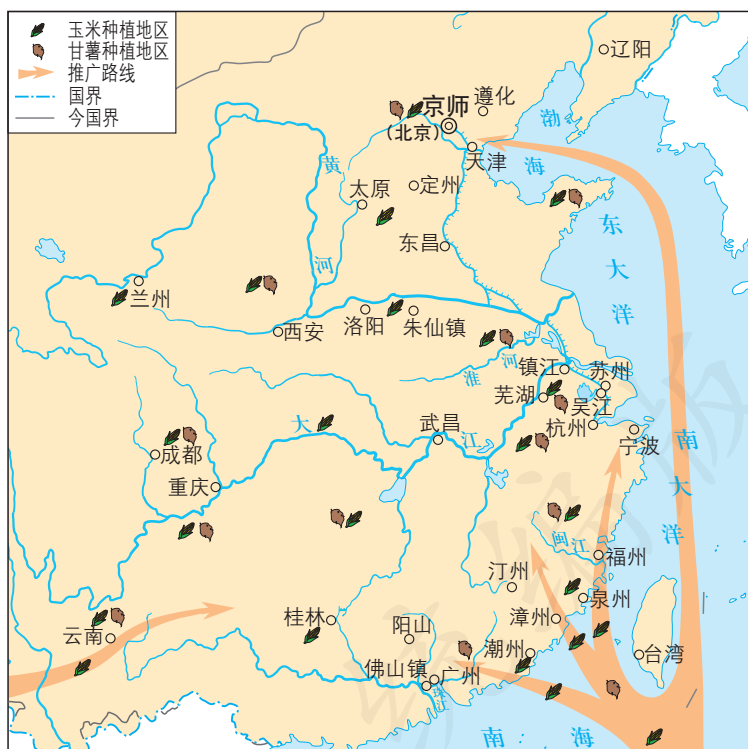 玉米种植地区
甘薯种植地区
推广路线
国界
今国界
辽阳
遵化
京师
(北京)
渤
海
天津
黄
河
太原
定州
东昌
东
大
洋
兰州
西安
洛阳
朱仙镇
淮
河
镇江
苏州
芜湖
吴江
杭州
宁波
大
江
武昌
成都
重庆
南
大
洋
闽
江
福州
汀州
泉州
漳州
云南
桂林
阳山
潮州
台湾
佛山镇
广州
珠
江
南
海